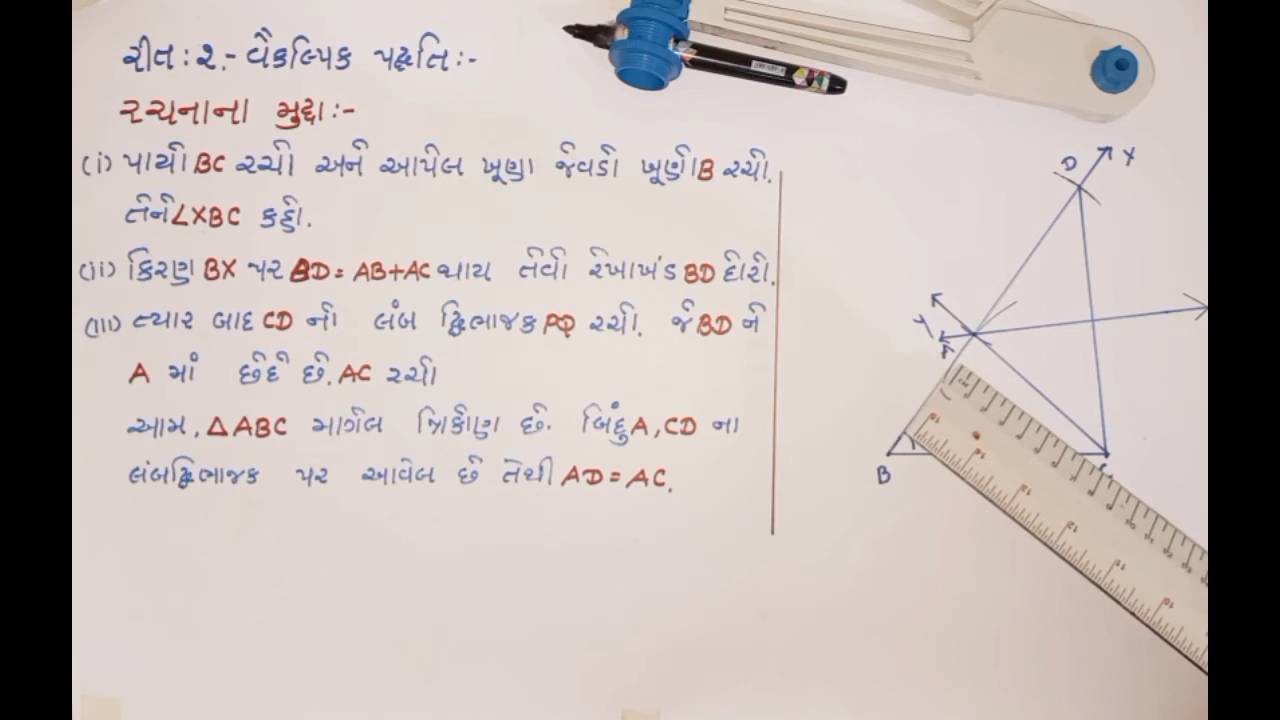 રીત : ૨.- વૈકલ્પિક પદ્ધતિ :-
રચનાના મુદ્દા :-
(i) પાયો BC રચો અને આપેલ ખૂણા જેવડો ખૂણો B રચો.
તેને ∠XBC કહો.
(ii) કિરણ BX પર BD = AB + AC થાય તેવી રેખાખંડ BD દોરો.
(iii) ત્યાર બાદ CD નો લંબ દ્વિભાજક PQ રચો. જે BD ને
A માં છેદે છે. AC રચો
આમ, △ABC માગેલ ત્રિકોણ છે. બિંદુ A, CD ના
લંબદ્વિભાજક પર આવેલ છે તેથી AD = AC.
D X
B